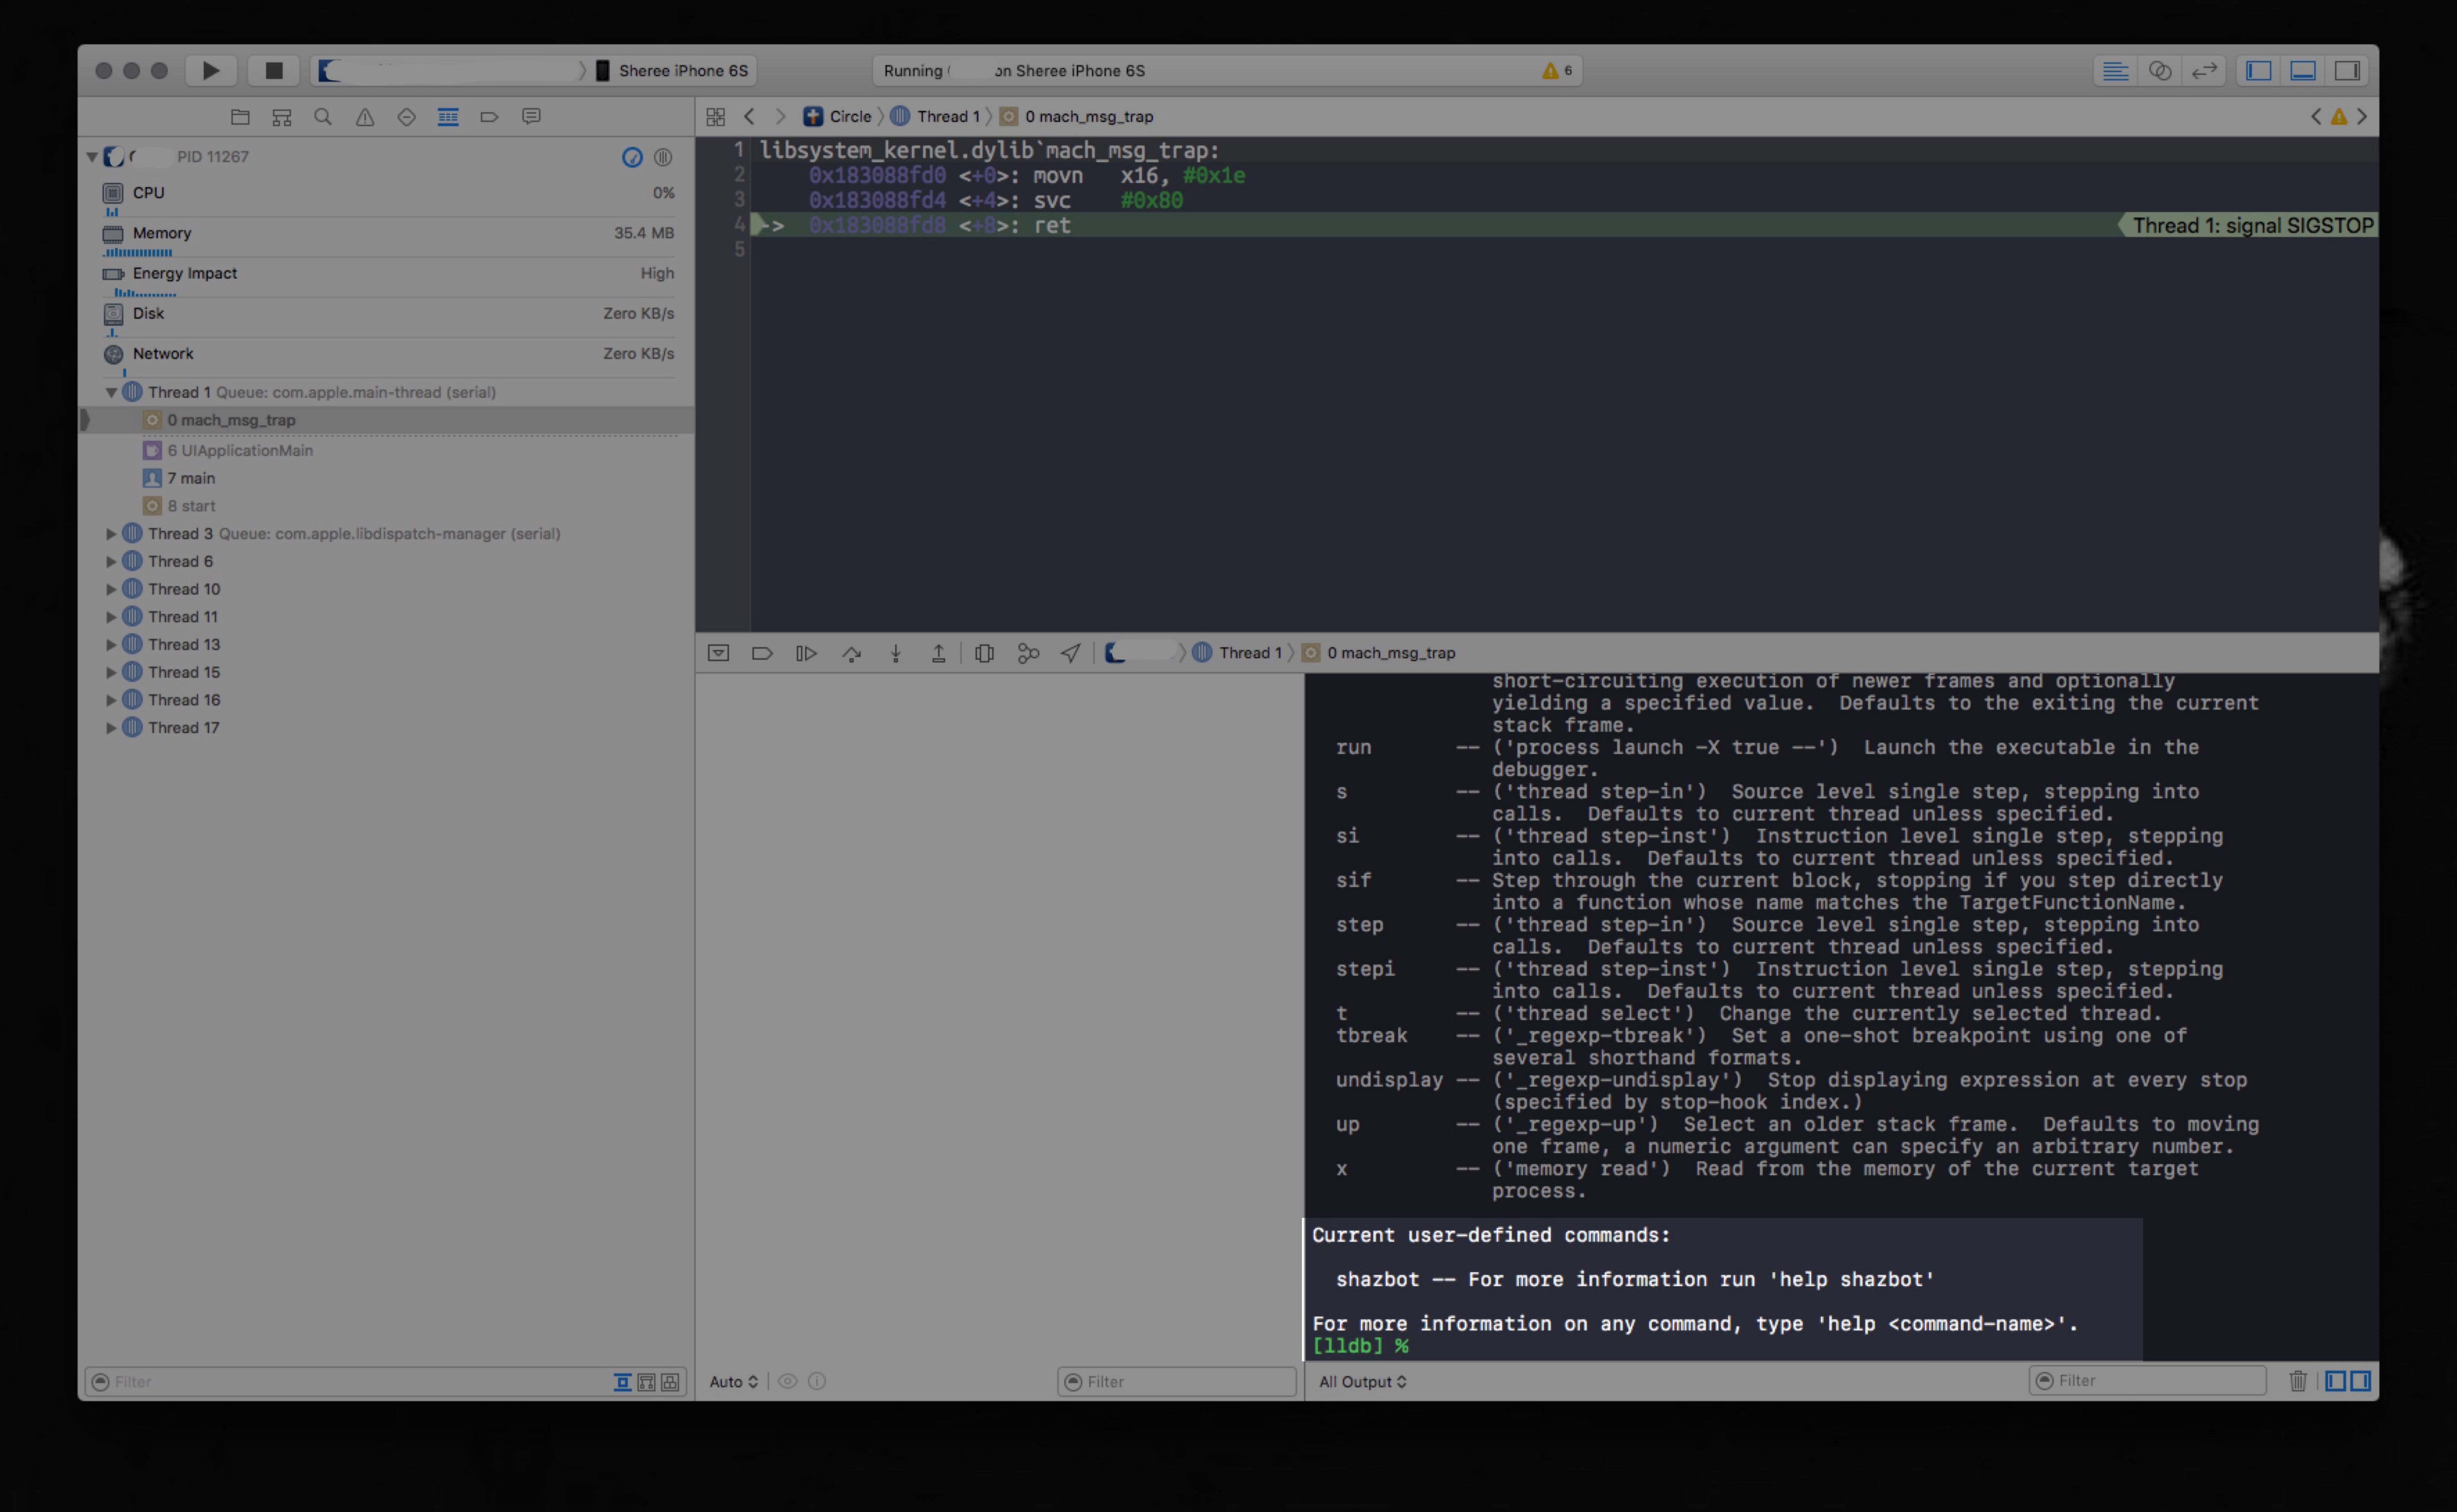 Sheree iPhone 6S
Running
on Sheree iPhone 6S
6
PID 11267
CPU
0%
Memory
35.4 MB
Energy Impact
High
Disk
Zero KB/s
Network
Zero KB/s
Thread 1 Queue: com.apple.main-thread (serial)
0 mach_msg_trap
6 UIApplicationMain
7 main
8 start
Thread 3 Queue: com.apple.libdispatch-manager (serial)
Thread 6
Thread 10
Thread 11
Thread 13
Thread 15
Thread 16
Thread 17
Filter
Circle
Thread 1
0 mach_msg_trap
1 libsystem_kernel.dylib`mach_msg_trap:
2 0x183088fd0 <+0>: movn x16, #0x1e
3 0x183088fd4 <+4>: svc #0x80
4 -> 0x183088fd8 <+8>: ret
Thread 1: signal SIGSTOP
5
Thread 1
0 mach_msg_trap
Auto
Filter
short-circuiting execution of newer frames and optionally
yielding a specified value. Defaults to the exiting the current
stack frame.
run -- ('process launch -X true --') Launch the executable in the
debugger.
s -- ('thread step-in') Source level single step, stepping into
calls. Defaults to current thread unless specified.
si -- ('thread step-inst') Instruction level single step, stepping
into calls. Defaults to current thread unless specified.
sif -- Step through the current block, stopping if you step directly
into a function whose name matches the TargetFunctionName.
step -- ('thread step-in') Source level single step, stepping into
calls. Defaults to current thread unless specified.
stepi -- ('thread step-inst') Instruction level single step, stepping
into calls. Defaults to current thread unless specified.
t -- ('thread select') Change the currently selected thread.
tbreak -- ('_regexp-tbreak') Set a one-shot breakpoint using one of
several shorthand formats.
undisplay -- ('_regexp-undisplay') Stop displaying expression at every stop
(specified by stop-hook index.)
up -- ('_regexp-up') Select an older stack frame. Defaults to moving
one frame, a numeric argument can specify an arbitrary number.
x -- ('memory read') Read from the memory of the current target
process.
Current user-defined commands:
shazbot -- For more information run 'help shazbot'
For more information on any command, type 'help <command-name>'.
[lldb] %
All Output
Filter